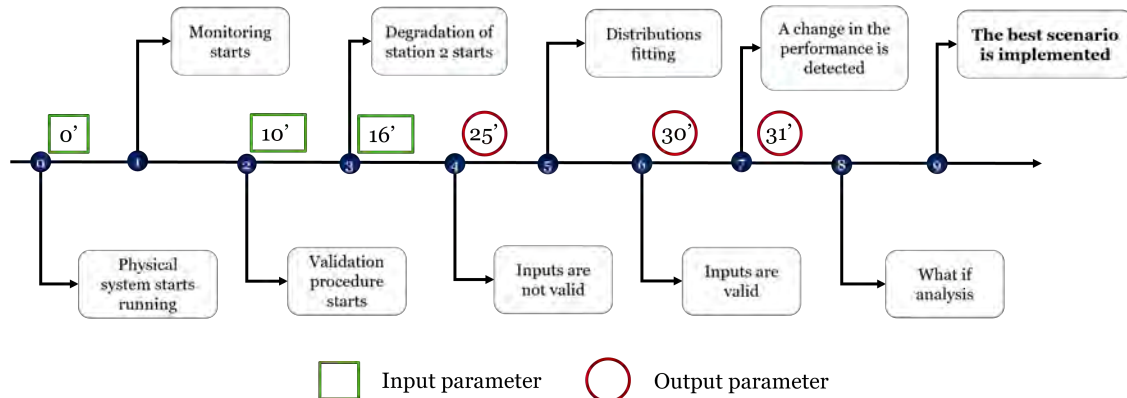 Monitoring
starts
Degradation of
station 2 starts
Distributions
fitting
A change in the
performance is
detected
The best scenario
is implemented
0’
10’
16’
25’
30’
31’
0
1
2
3
4
5
6
7
8
9
Physical
system starts
running
Validation
procedure
starts
Inputs are
not valid
Inputs are
valid
What if
analysis
Input parameter
Output parameter